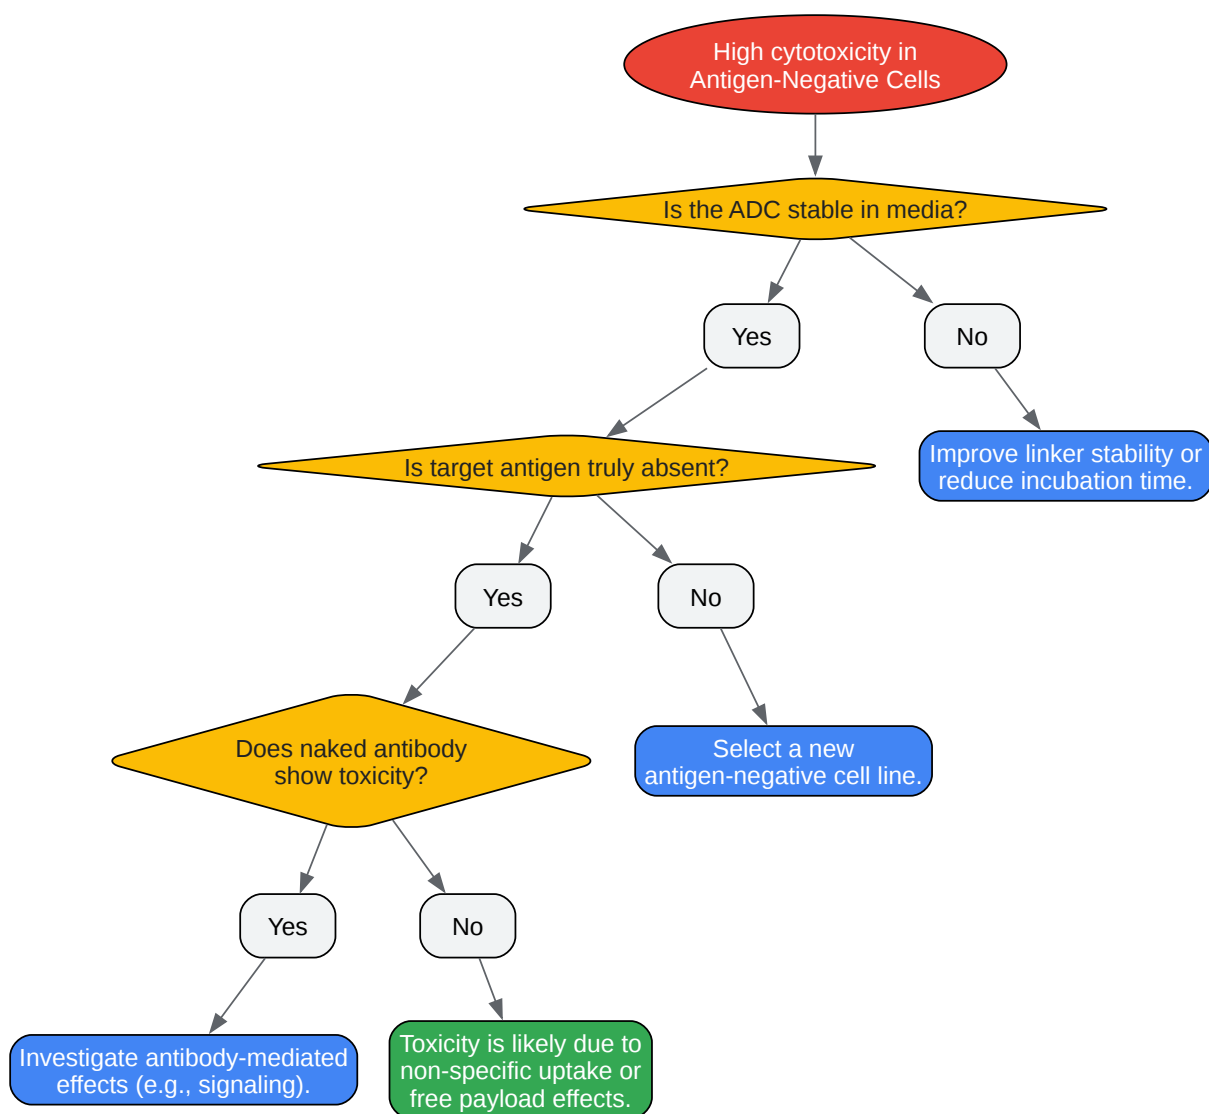 High cytotoxicity in
Antigen-Negative Cells
Is the ADC stable in media?
Yes
No
Improve linker stability or
reduce incubation time.
Is target antigen truly absent?
Yes
No
Select a new
antigen-negative cell line.
Does naked antibody
show toxicity?
Yes
No
Investigate antibody-mediated
effects (e.g., signaling).
Toxicity is likely due to
non-specific uptake or
free payload effects.